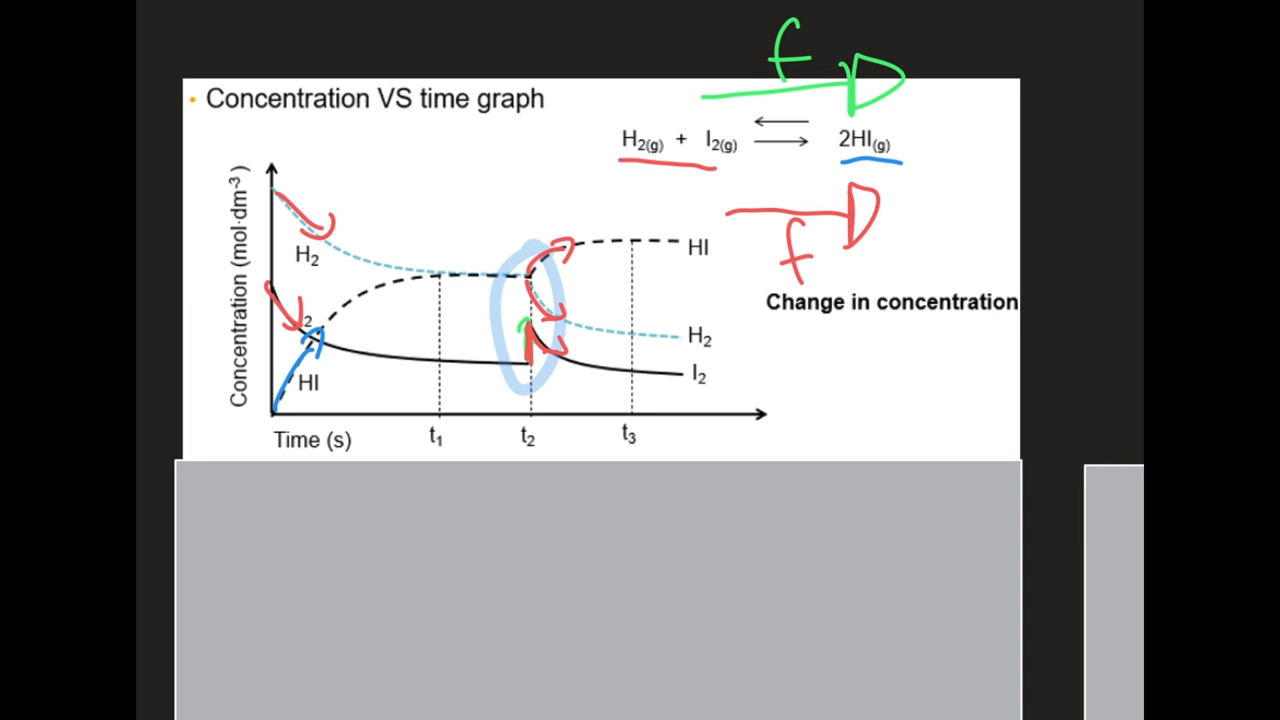 f
• Concentration VS time graph
H₂(g) + I₂(g) ⇌ 2HI(g)
f
Concentration (mol·dm⁻³)
H₂
2
HI
HI
H₂
I₂
Change in concentration
Time (s)
t₁
t₂
t₃